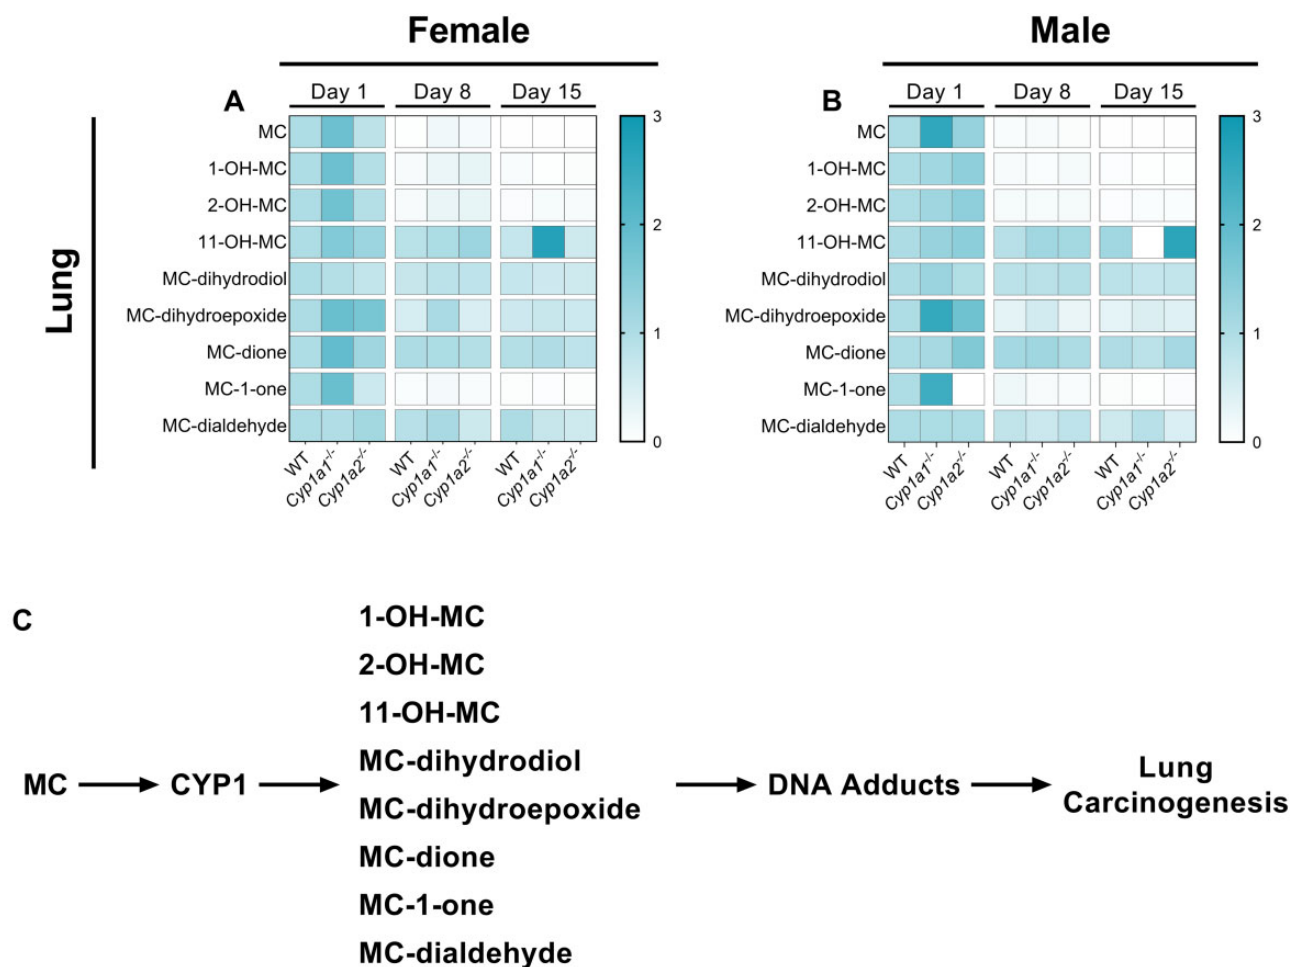 Female
Male
A
Day 1
Day 8
Day 15
B
Day 1
Day 8
Day 15
Lung
MC
1-OH-MC
2-OH-MC
11-OH-MC
MC-dihydrodiol
MC-dihydroepoxide
MC-dione
MC-1-one
MC-dialdehyde
3
2
1
0
WT
Cyp1a1-/-
Cyp1a2-/-
WT
Cyp1a1-/-
Cyp1a2-/-
WT
Cyp1a1-/-
Cyp1a2-/-
MC
1-OH-MC
2-OH-MC
11-OH-MC
MC-dihydrodiol
MC-dihydroepoxide
MC-dione
MC-1-one
MC-dialdehyde
3
2
1
0
WT
Cyp1a1-/-
Cyp1a2-/-
WT
Cyp1a1-/-
Cyp1a2-/-
WT
Cyp1a1-/-
Cyp1a2-/-
C
MC
CYP1
1-OH-MC
2-OH-MC
11-OH-MC
MC-dihydrodiol
MC-dihydroepoxide
MC-dione
MC-1-one
MC-dialdehyde
DNA Adducts
Lung
Carcinogenesis